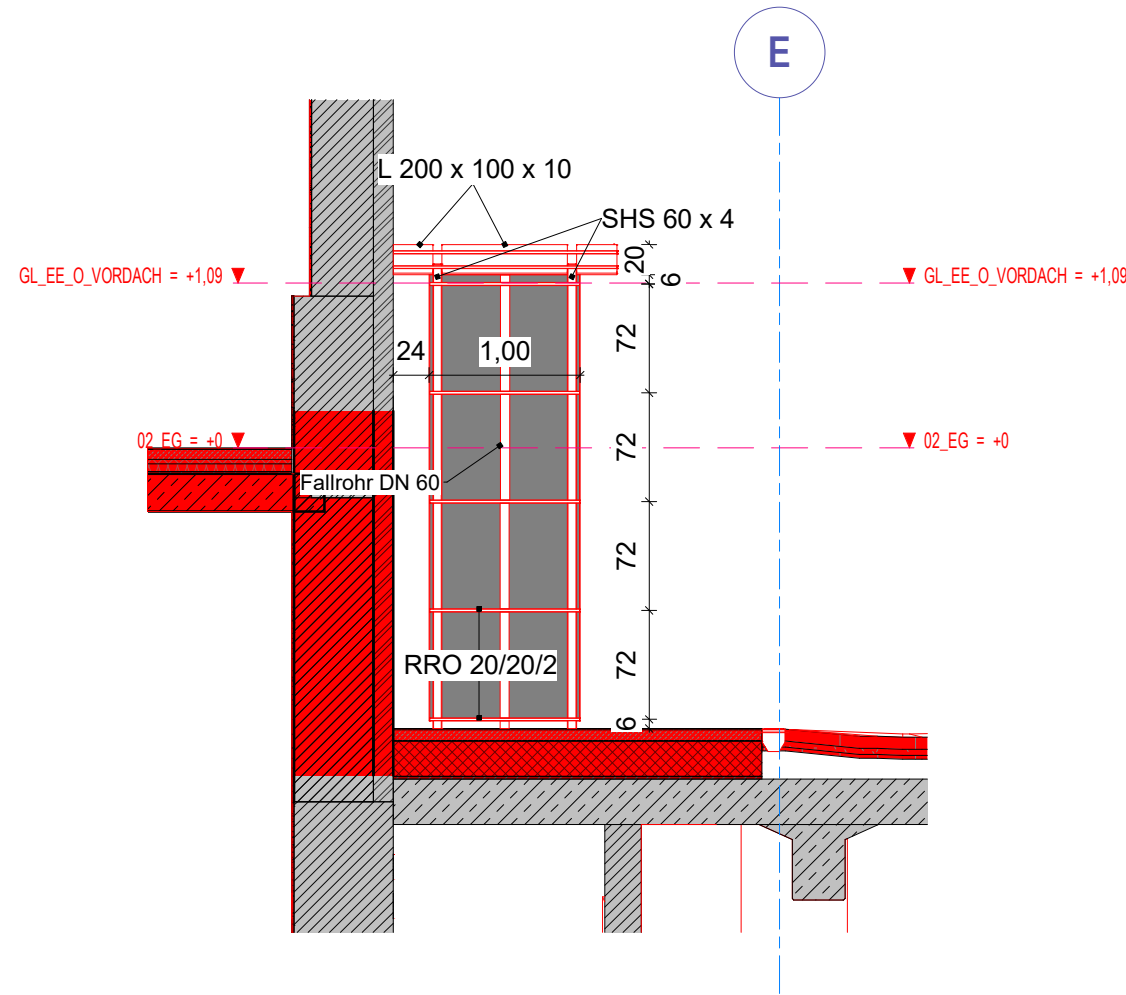 E
L 200 x 100 x 10
SHS 60 x 4
20
6
GL_EE_O_VORDACH = +1,09
GL_EE_O_VORDACH = +1,09
72
24
1,00
72
02_EG = +0
02_EG = +0
Fallrohr DN 60
72
RRO 20/20/2
72
6